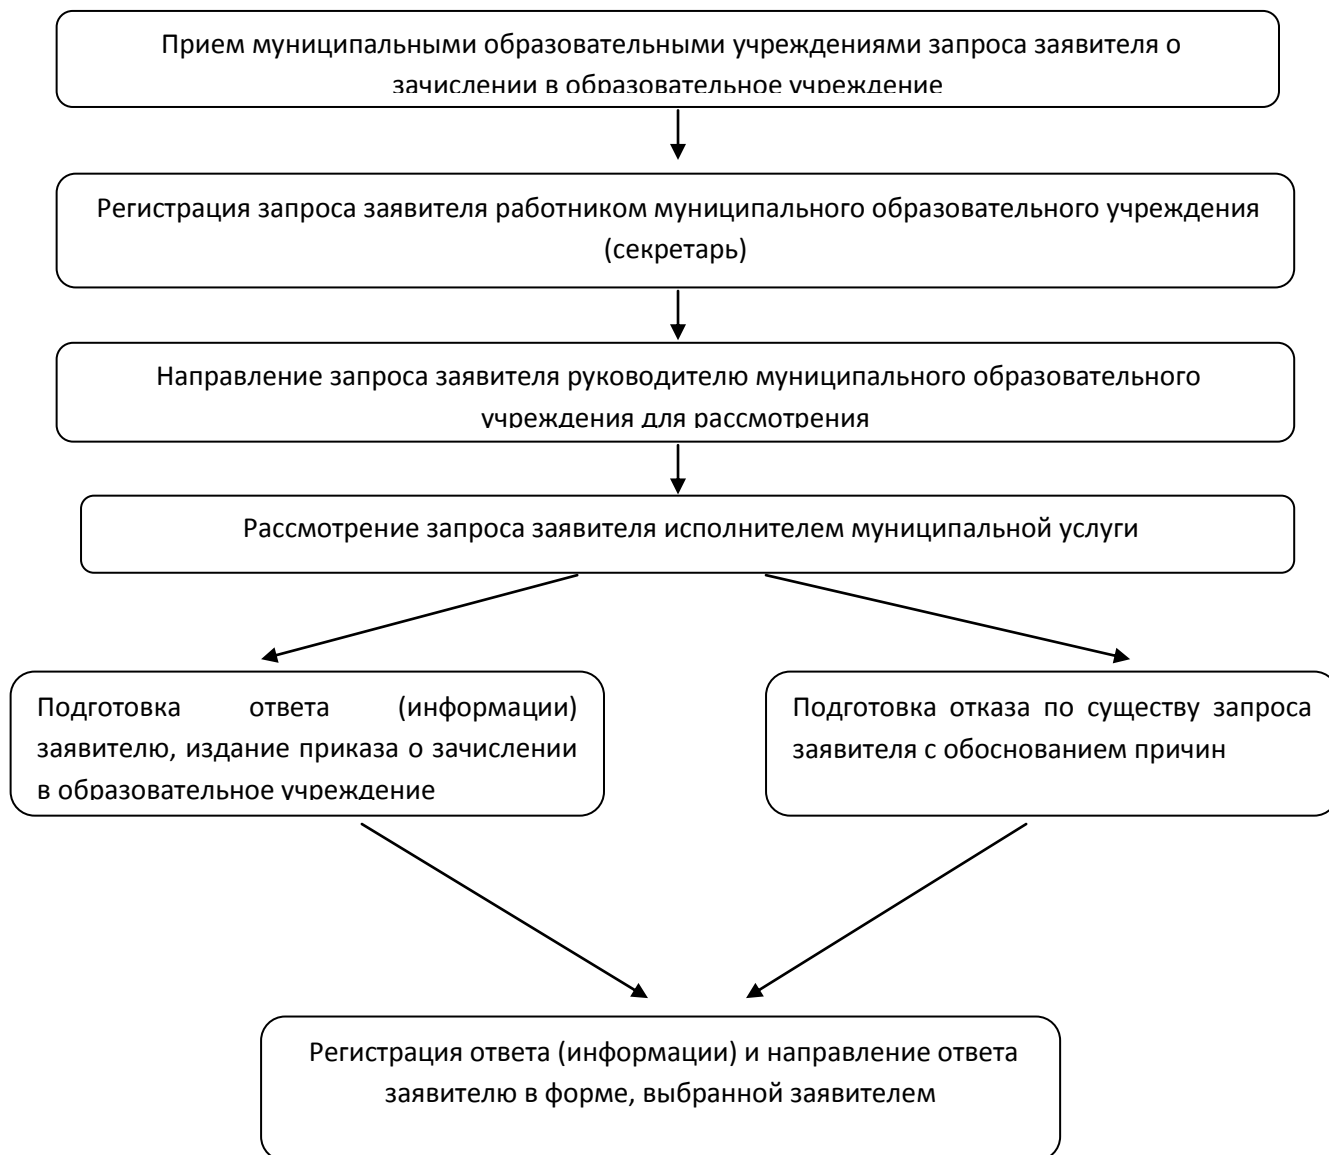 Прием муниципальными образовательными учреждениями запроса заявителя о
зачислении в образовательное учреждение
Регистрация запроса заявителя работником муниципального образовательного учреждения
(секретарь)
Направление запроса заявителя руководителю муниципального образовательного
учреждения для рассмотрения
Рассмотрение запроса заявителя исполнителем муниципальной услуги
Подготовка ответа (информации)
заявителю, издание приказа о зачислении
в образовательное учреждение
Подготовка отказа по существу запроса
заявителя с обоснованием причин
Регистрация ответа (информации) и направление ответа
заявителю в форме, выбранной заявителем